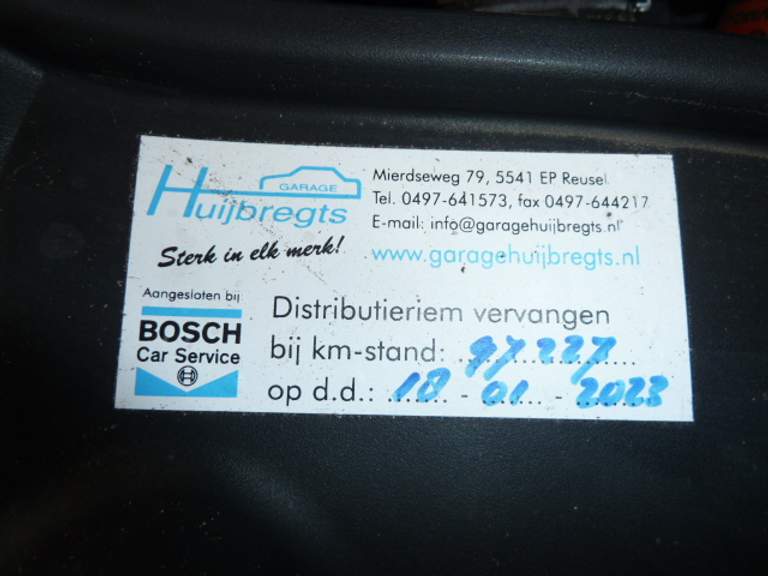 GARAGE
Huijbregts
Sterk in elk merk!
Mierdseweg 79, 5541 EP Reusel
Tel. 0497-641573, fax 0497-644217
E-mail: info@garagehuijbregts.nl
www.garagehuijbregts.nl
Aangesloten bij
BOSCH
Car Service
Distributieriem vervangen
bij km-stand: 97.227
op d.d.: 18 - 01 - 2023